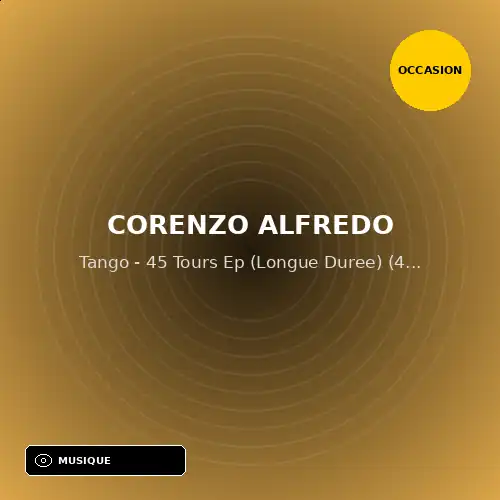 OCCASION
CORENZO ALFREDO
Tango - 45 Tours Ep (Longue Duree) (4...
MUSIQUE